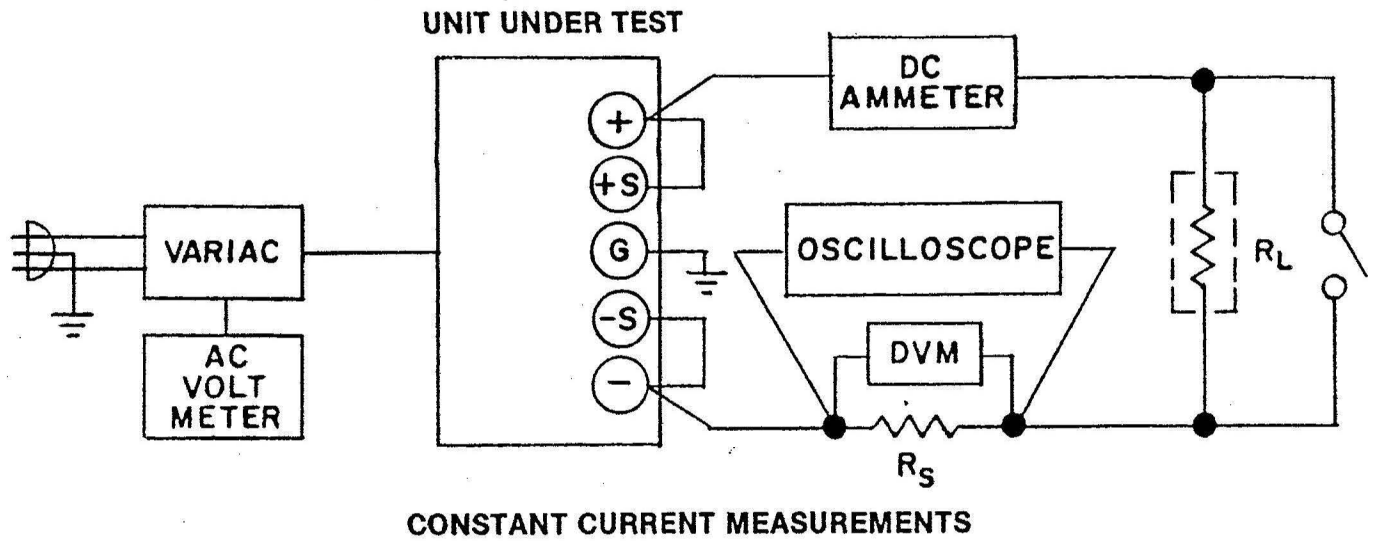 UNIT UNDER TEST
+
+S
G
-S
−
DC
AMMETER
VARIAC
AC
VOLT
METER
OSCILLOSCOPE
DVM
RS
RL
CONSTANT CURRENT MEASUREMENTS